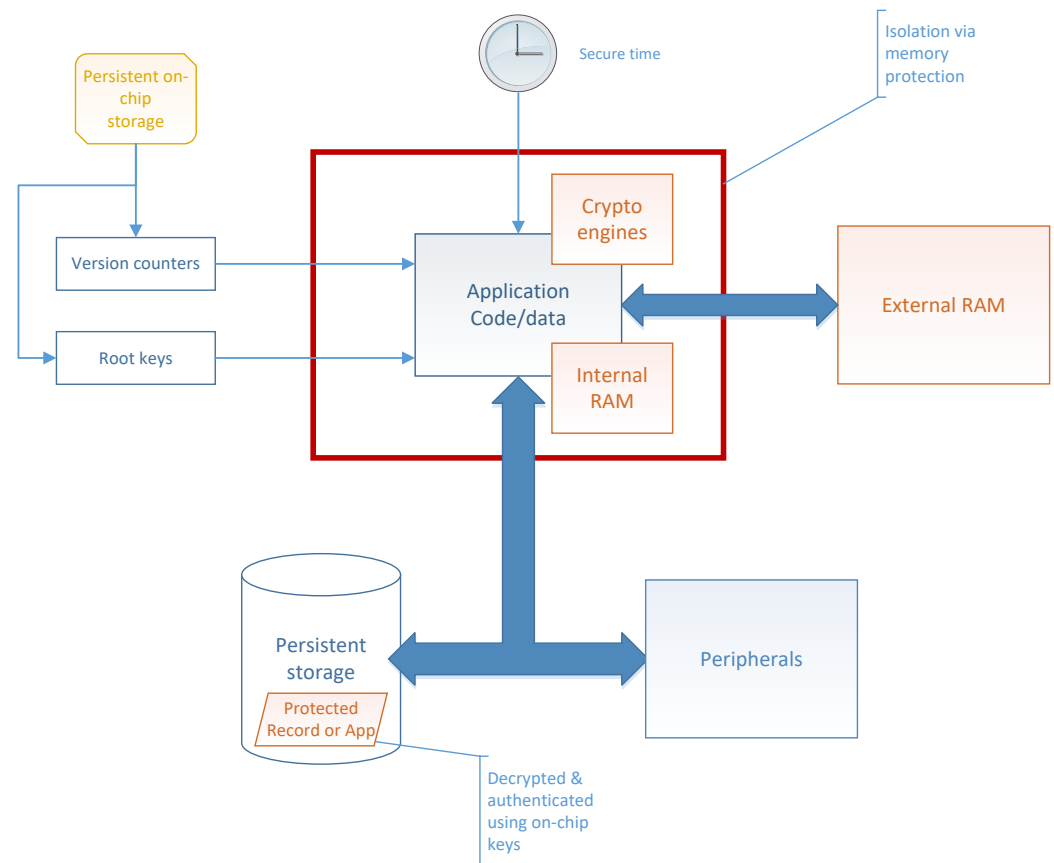 Secure time
Isolation via
memory
protection
Persistent on-
chip
storage
Crypto
engines
Version counters
Application
Code/data
External RAM
Root keys
Internal
RAM
Persistent
storage
Protected
Record or App
Peripherals
Decrypted &
authenticated
using on-chip
keys